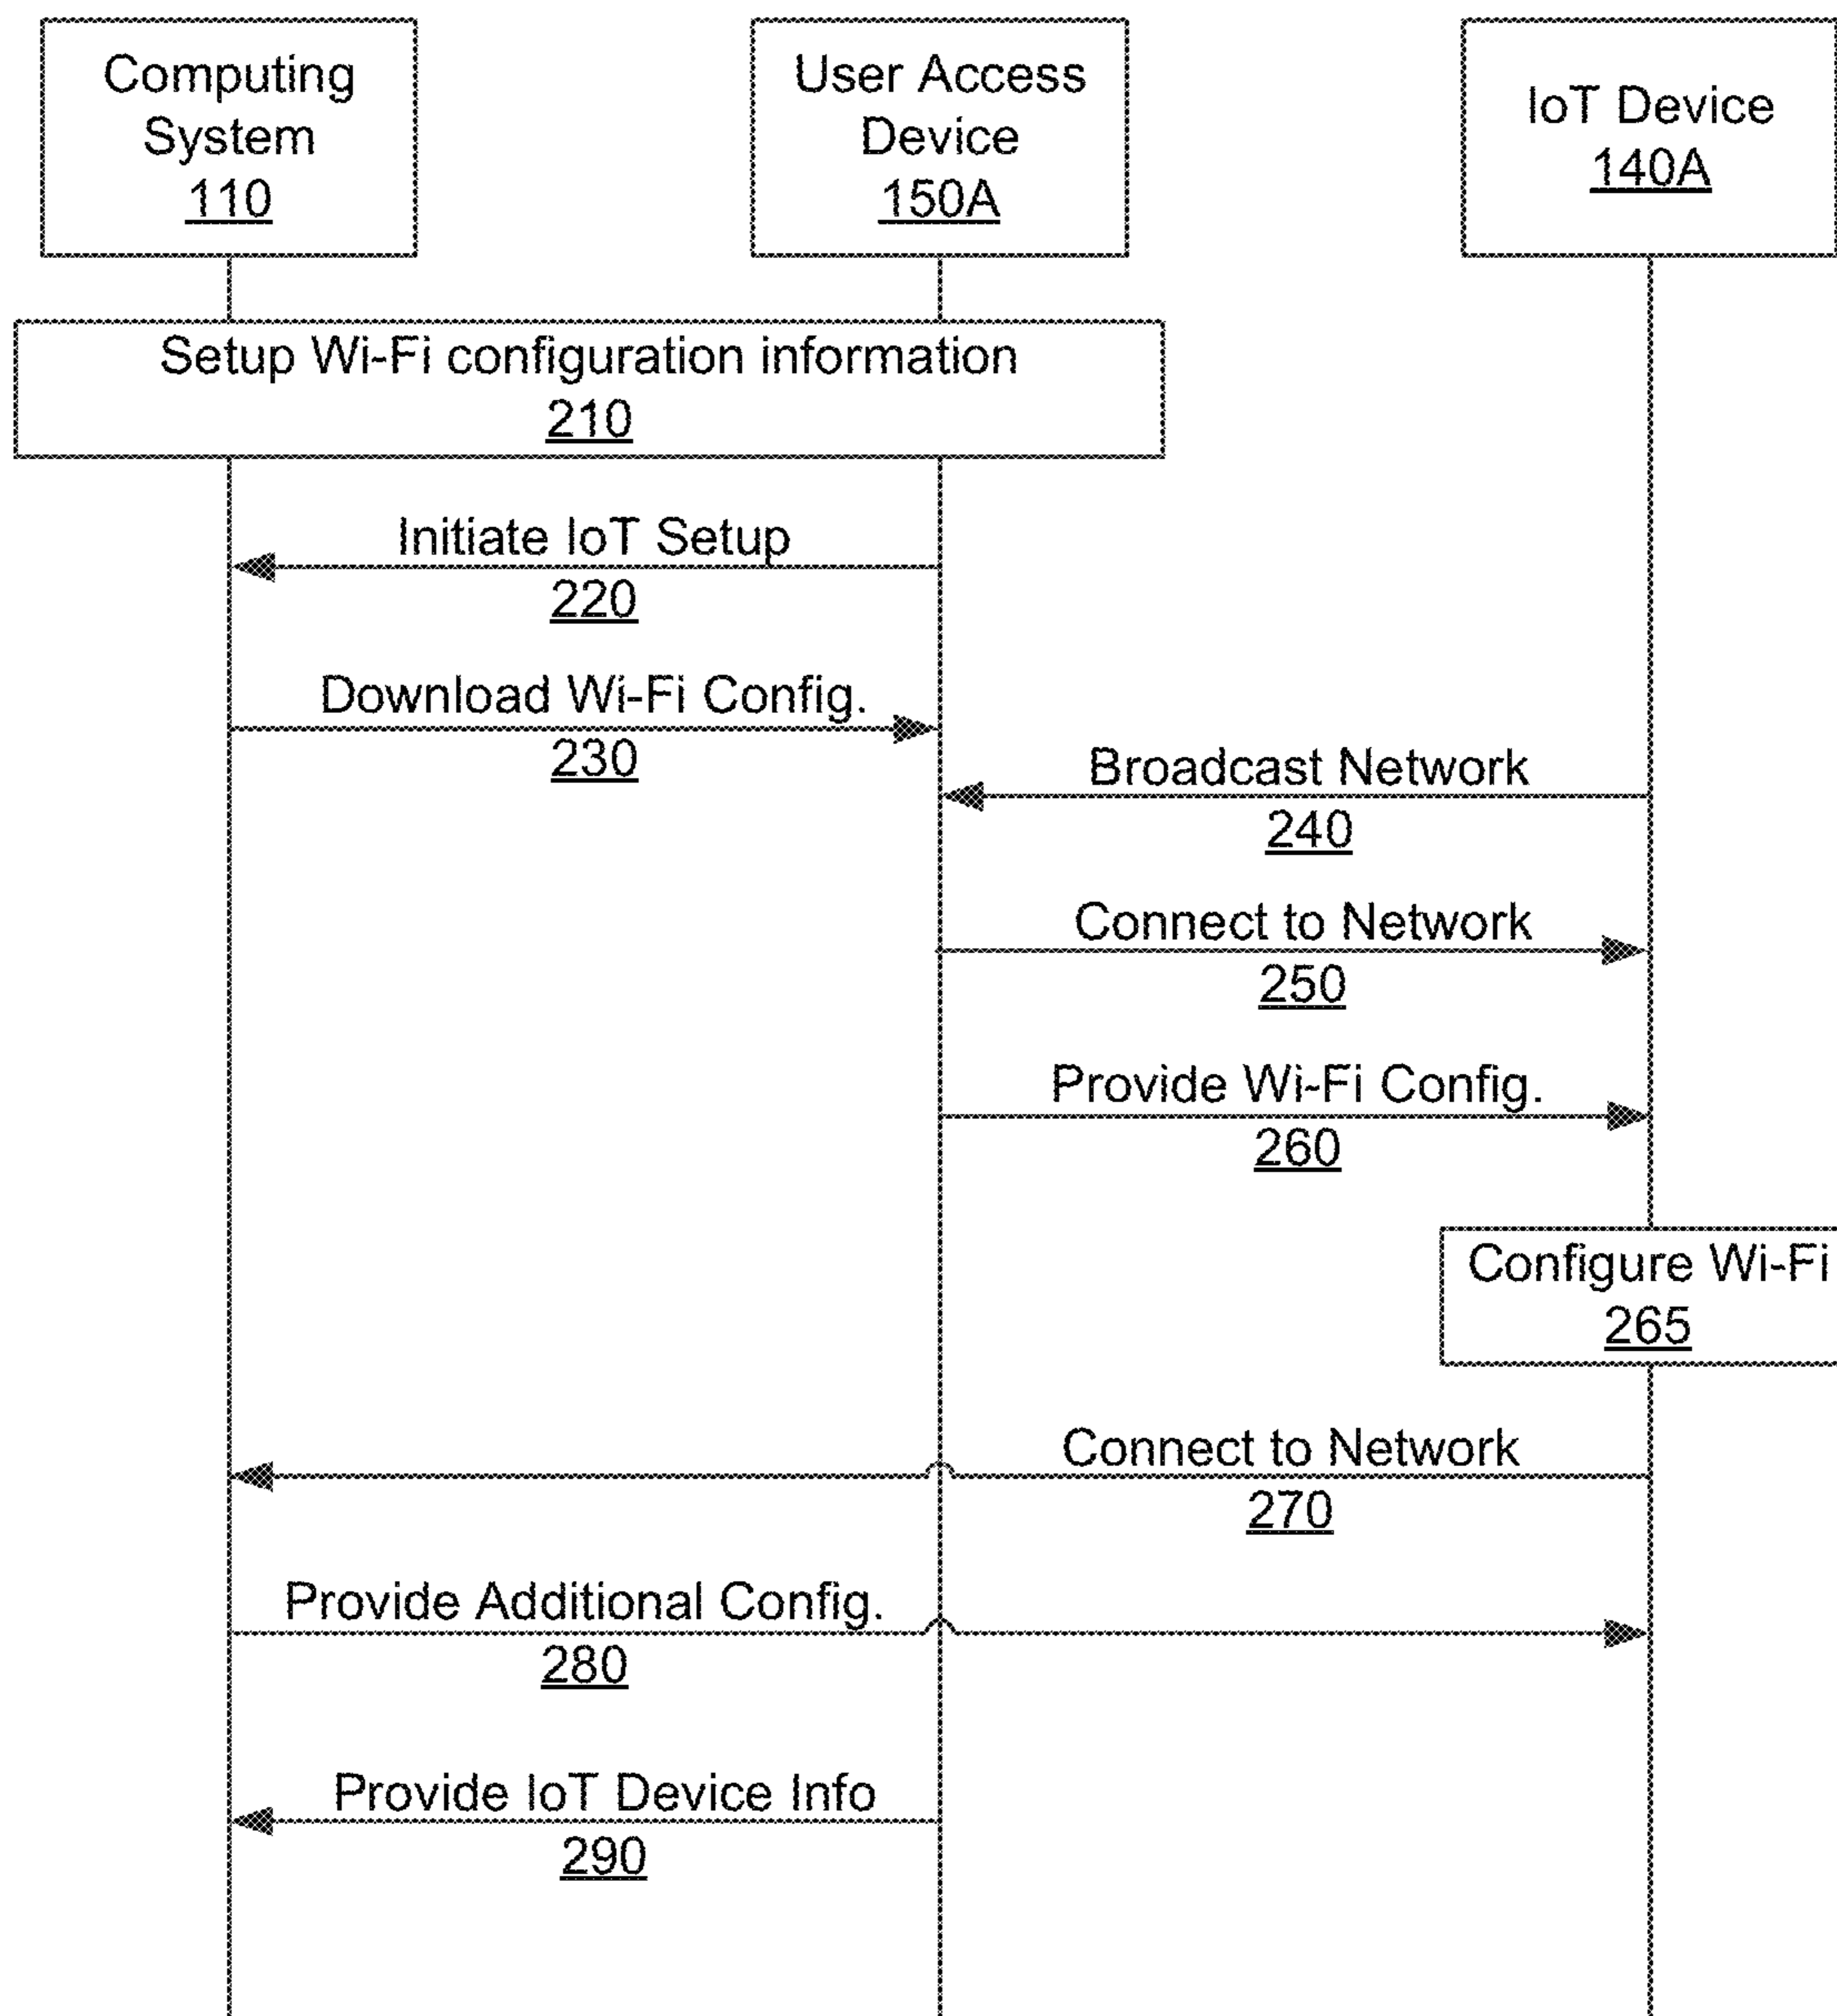 Computing
System
110
User Access
Device
150A
IoT Device
140A
Setup Wi-Fi configuration information
210
Initiate IoT Setup
220
Download Wi-Fi Config.
230
Broadcast Network
240
Connect to Network
250
Provide Wi-Fi Config.
260
Configure Wi-Fi
265
Connect to Network
270
Provide Additional Config.
280
Provide IoT Device Info
290